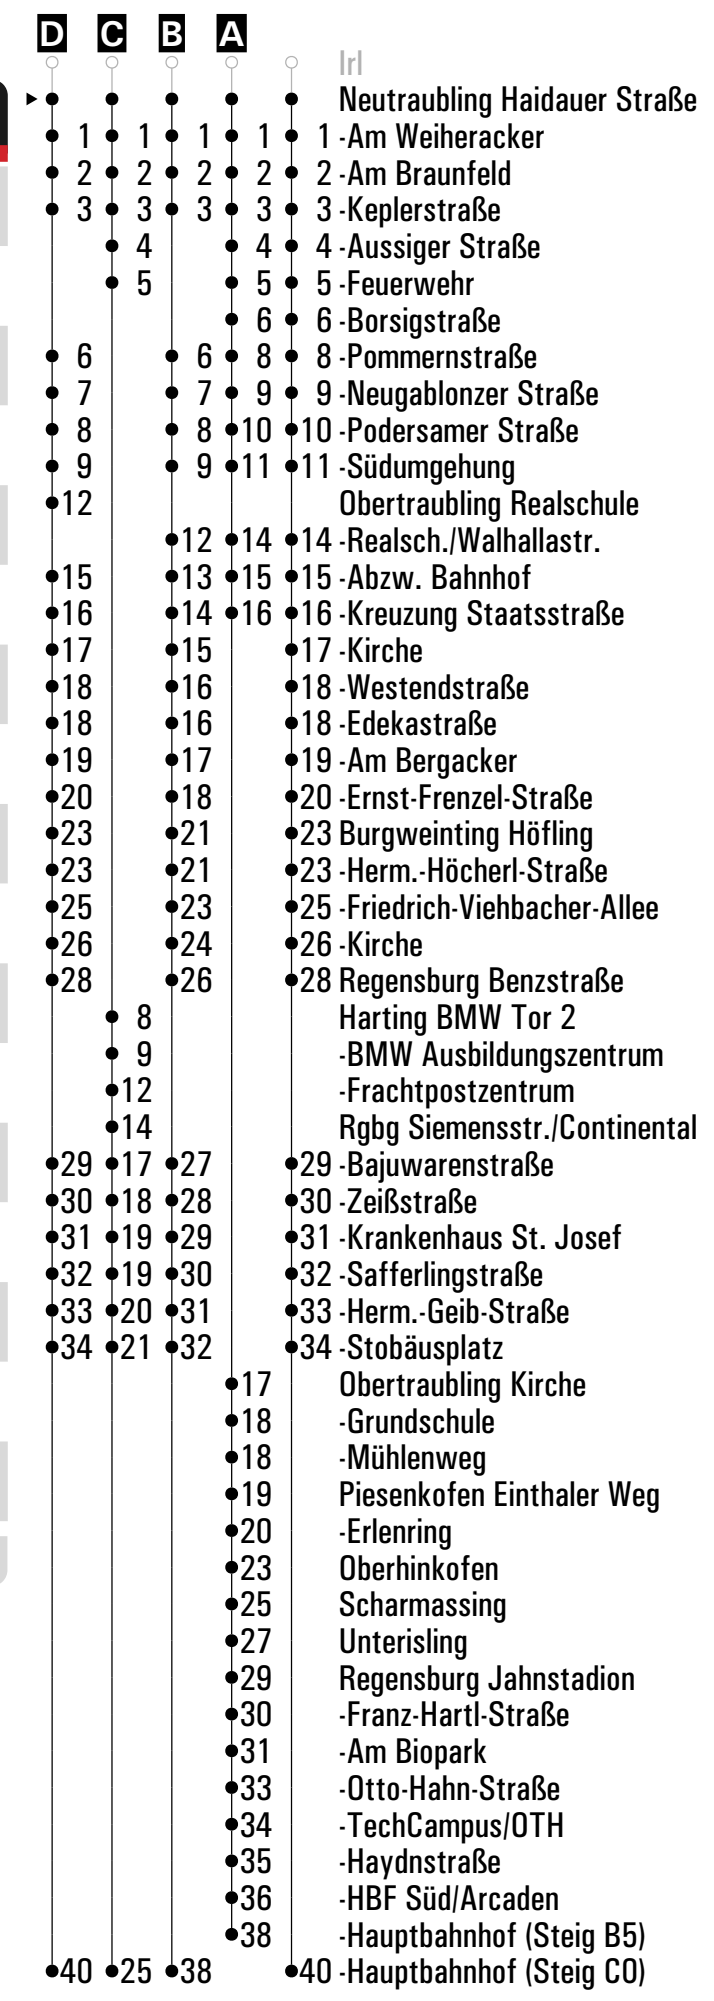 D C B A
Irl
Neutraubling Haidauer Straße
1 1 1 1 1 -Am Weiheracker
2 2 2 2 2 -Am Braunfeld
3 3 3 3 3 -Keplerstraße
4 4 4 -Aussiger Straße
5 5 5 -Feuerwehr
6 6 -Borsigstraße
6 6 8 8 -Pommernstraße
7 7 9 9 -Neugablonzer Straße
8 8 10 10 -Podersamer Straße
9 9 11 11 -Südumgehung
12 Obertraubling Realschule
12 14 14 -Realsch./Walhallastr.
15 13 15 15 -Abzw. Bahnhof
16 14 16 16 -Kreuzung Staatsstraße
17 15 17 -Kirche
18 16 18 -Westendstraße
18 16 18 -Edekastraße
19 17 19 -Am Bergacker
20 18 20 -Ernst-Frenzel-Straße
23 21 23 Burgweinting Höfling
23 21 23 -Herm.-Höcherl-Straße
25 23 25 -Friedrich-Viehbacher-Allee
26 24 26 -Kirche
28 26 28 Regensburg Benzstraße
8 Harting BMW Tor 2
9 -BMW Ausbildungszentrum
12 -Frachtpostzentrum
14 Rgbg Siemensstr./Continental
29 17 27 29 -Bajuwarenstraße
30 18 28 30 -Zeißstraße
31 19 29 31 -Krankenhaus St. Josef
32 19 30 32 -Safferlingstraße
33 20 31 33 -Herm.-Geib-Straße
34 21 32 34 -Stobäusplatz
17 Obertraubling Kirche
18 -Grundschule
18 -Mühlenweg
19 Piesenkofen Einthaler Weg
20 -Erlenring
23 Oberhinkofen
25 Scharmassing
27 Unterisling
29 Regensburg Jahnstadion
30 -Franz-Hartl-Straße
31 -Am Biopark
33 -Otto-Hahn-Straße
34 -TechCampus/OTH
35 -Haydnstraße
36 -HBF Süd/Arcaden
38 -Hauptbahnhof (Steig B5)
40 25 38 40 -Hauptbahnhof (Steig C0)